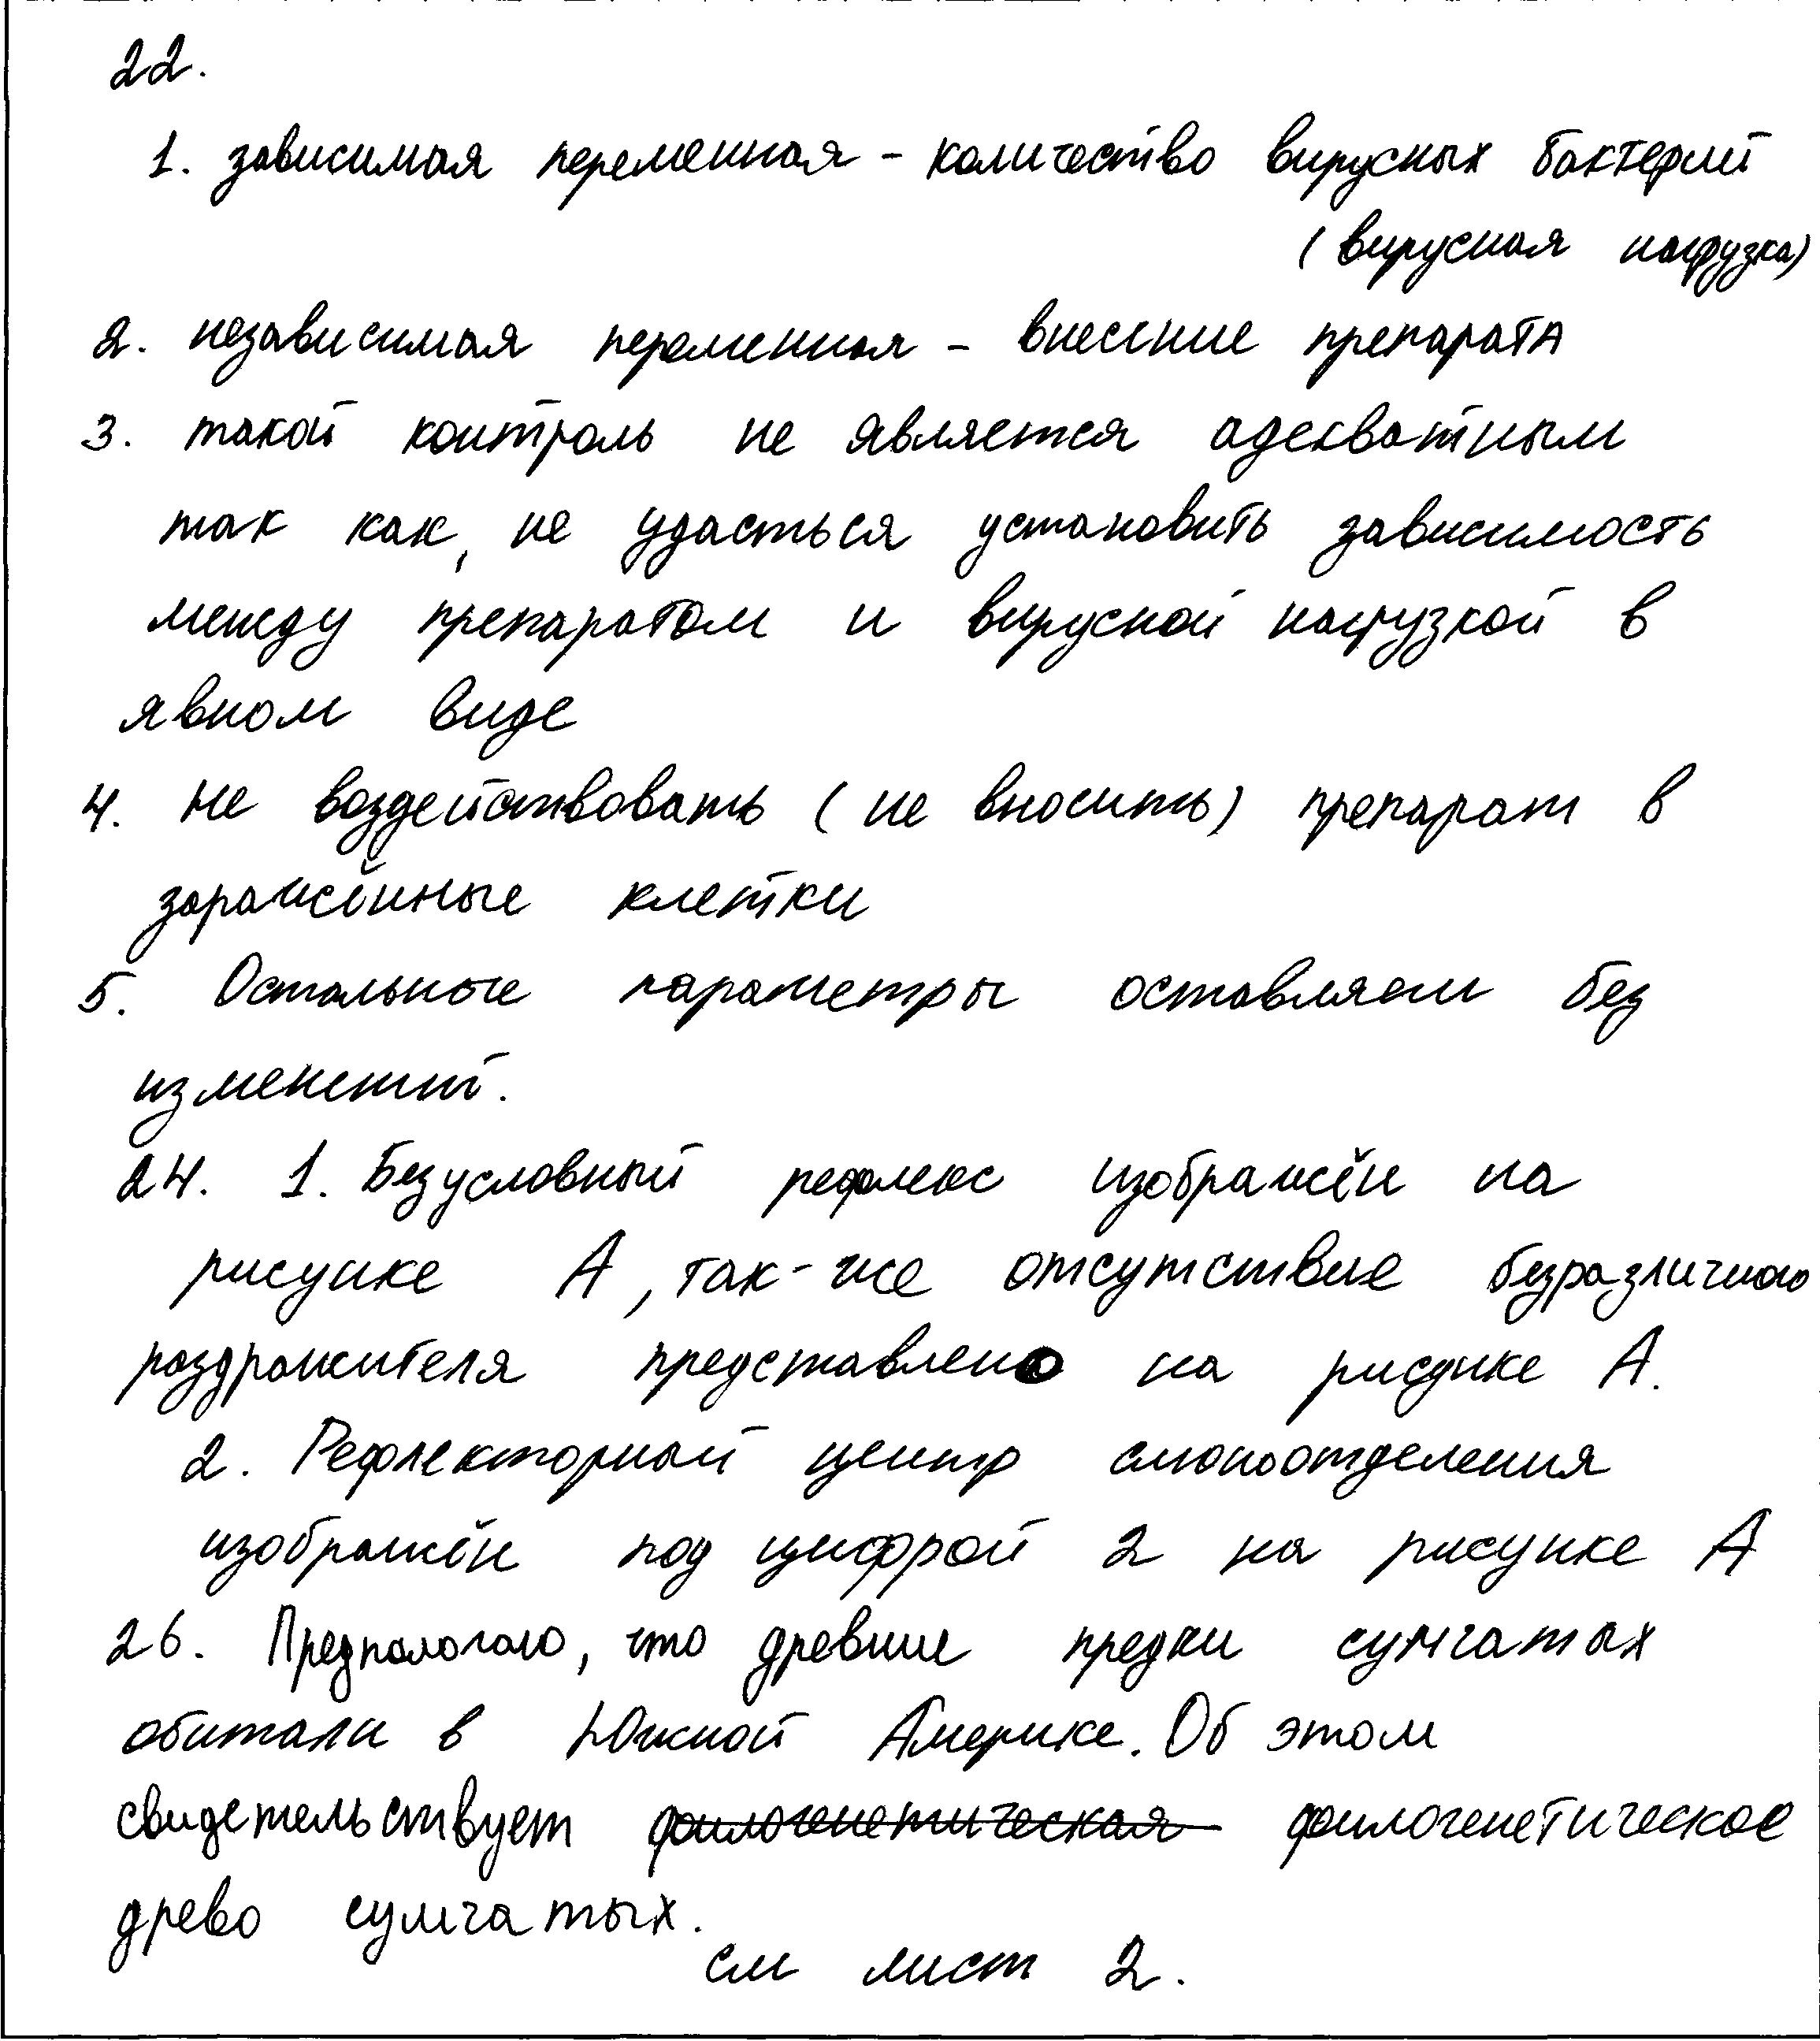 22.
1. зависимая переменная - количество вирусных бактерий
(вирусная нагрузка)
2. независимая переменная - внесение препарата
3. такой контроль не является адекватным
так как, не удасться установить зависимость
между препаратом и вирусной нагрузкой в
явном виде
4. не воздействовать (не вносить) препарат в
заражённые клетки
5. Остальные параметры оставляем без
изменений.
24. 1. Безусловный рефлекс изображён на
рисунке А, так-же отсутствие безразличного
раздражителя представлено на рисунке А.
2. Рефлекторный центр слюноотделения
изображён под цифрой 2 на рисунке А
26. Предпологаю, что древние предки сумчатых
обитали в Южной Америке. Об этом
свидетельствует филогенетическая филогенетическое
древо сумчатых.
см лист 2.